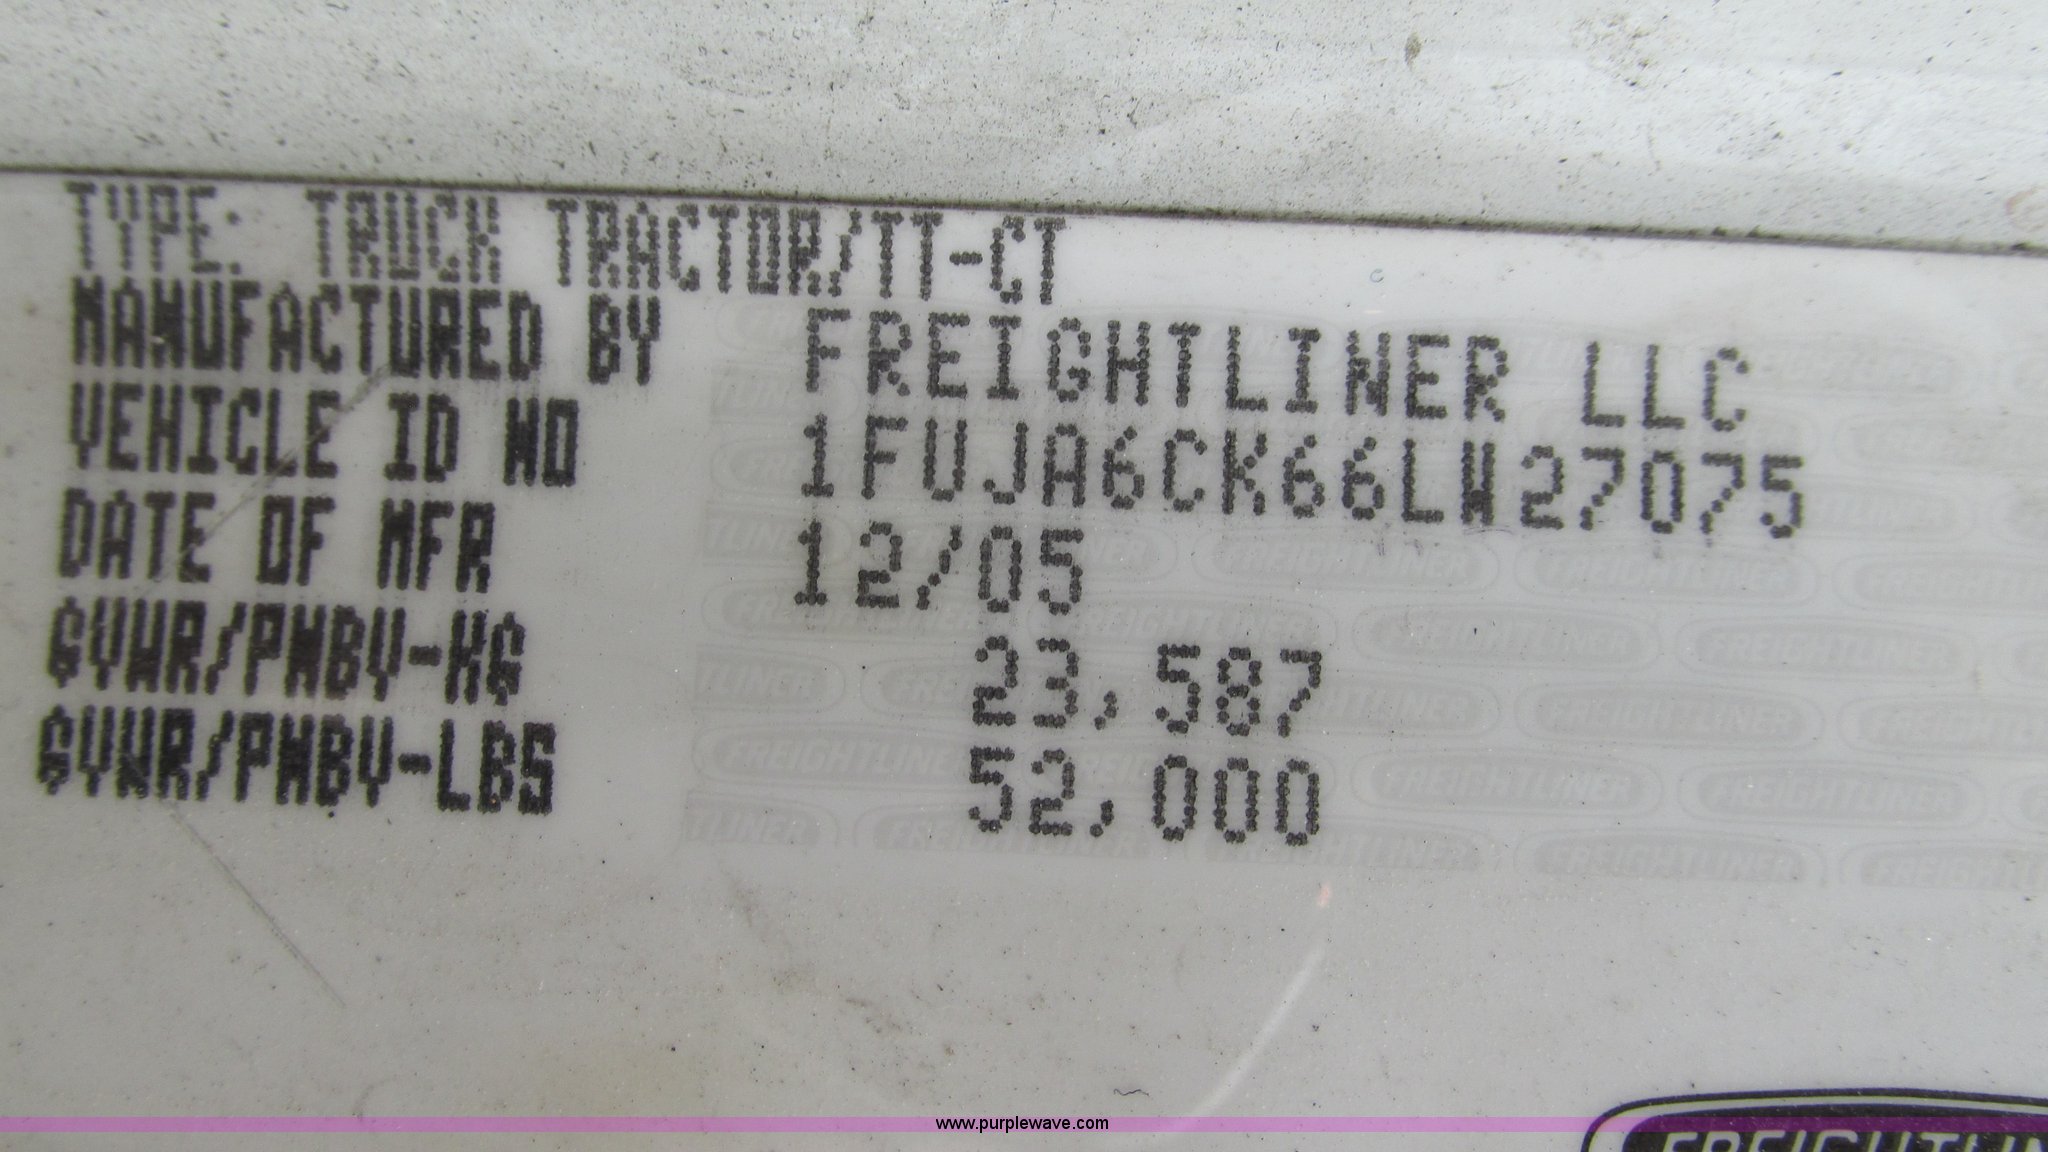 TYPE: TRUCK TRACTOR/TT-CT
MANUFACTURED BY FREIGHTLINER LLC
VEHICLE ID NO 1FUJA6CK66LW27075
DATE OF MFR 12/05
GVWR/PNBV-KG 23,587
GVWR/PNBV-LBS 52,000
www.purplewave.com
FREIGHTLIN